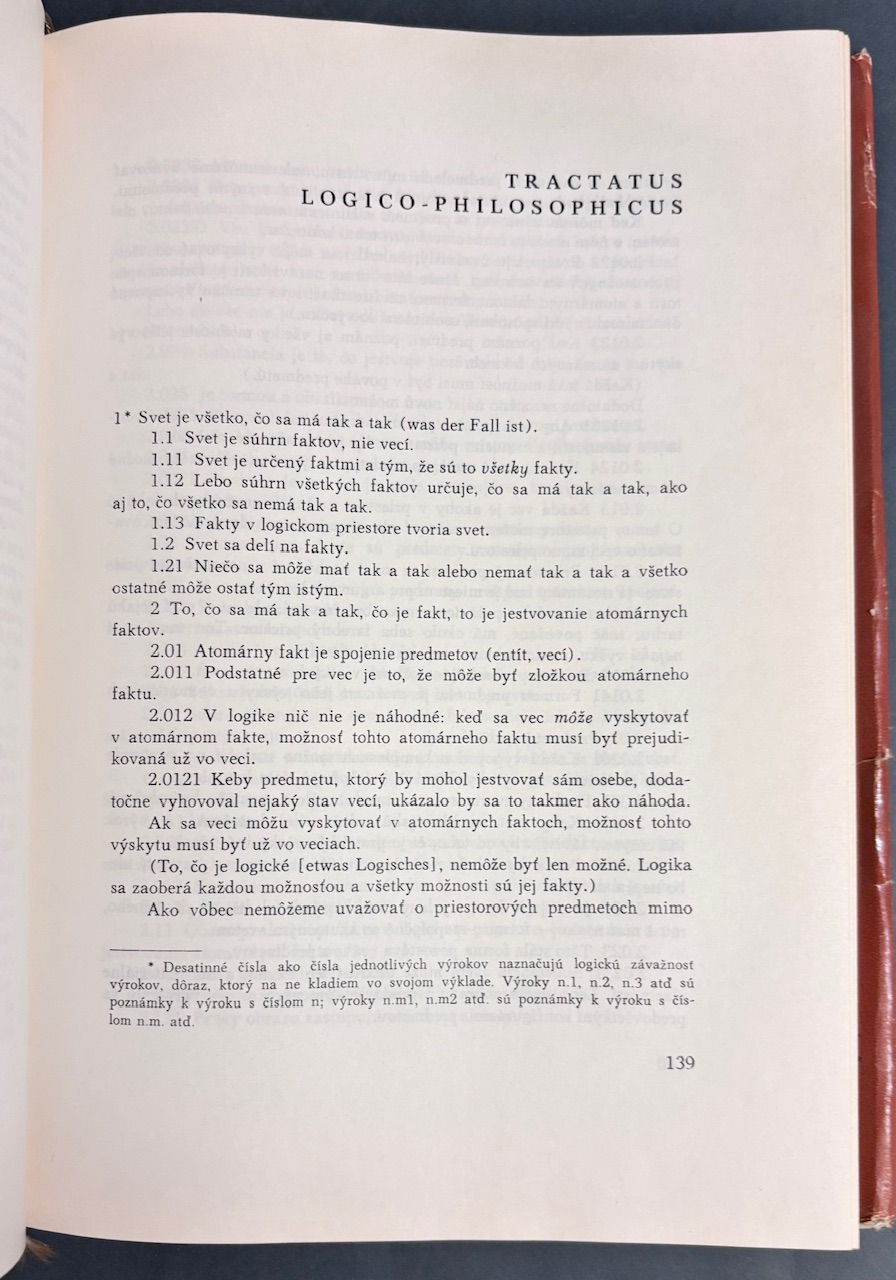 TRACTATUS
LOGICO-PHILOSOPHICUS
1* Svet je všetko, čo sa má tak a tak (was der Fall ist).
1.1 Svet je súhrn faktov, nie vecí.
1.11 Svet je určený faktmi a tým, že sú to všetky fakty.
1.12 Lebo súhrn všetkých faktov určuje, čo sa má tak a tak, ako
aj to, čo všetko sa nemá tak a tak.
1.13 Fakty v logickom priestore tvoria svet.
1.2 Svet sa delí na fakty.
1.21 Niečo sa môže mať tak a tak alebo nemať tak a tak a všetko
ostatné môže ostať tým istým.
2 To, čo sa má tak a tak, čo je fakt, to je jestvovanie atomárnych
faktov.
2.01 Atomárny fakt je spojenie predmetov (entít, vecí).
2.011 Podstatné pre vec je to, že môže byť zložkou atomárneho
faktu.
2.012 V logike nič nie je náhodné: keď sa vec môže vyskytovať
v atomárnom fakte, možnosť tohto atomárneho faktu musí byť prejudi-
kovaná už vo veci.
2.0121 Keby predmetu, ktorý by mohol jestvovať sám osebe, doda-
točne vyhovoval nejaký stav vecí, ukázalo by sa to takmer ako náhoda.
Ak sa veci môžu vyskytovať v atomárnych faktoch, možnosť tohto
výskytu musí byť už vo veciach.
(To, čo je logické [etwas Logisches], nemôže byť len možné. Logika
sa zaoberá každou možnosťou a všetky možnosti sú jej fakty.)
Ako vôbec nemôžeme uvažovať o priestorových predmetoch mimo
* Desatinné čísla ako čísla jednotlivých výrokov naznačujú logickú závažnosť
výrokov, dôraz, ktorý na ne kladiem vo svojom výklade. Výroky n.1, n.2, n.3 atď sú
poznámky k výroku s číslom n; výroky n.m1, n.m2 atď. sú poznámky k výroku s čís-
lom n.m. atď.
139